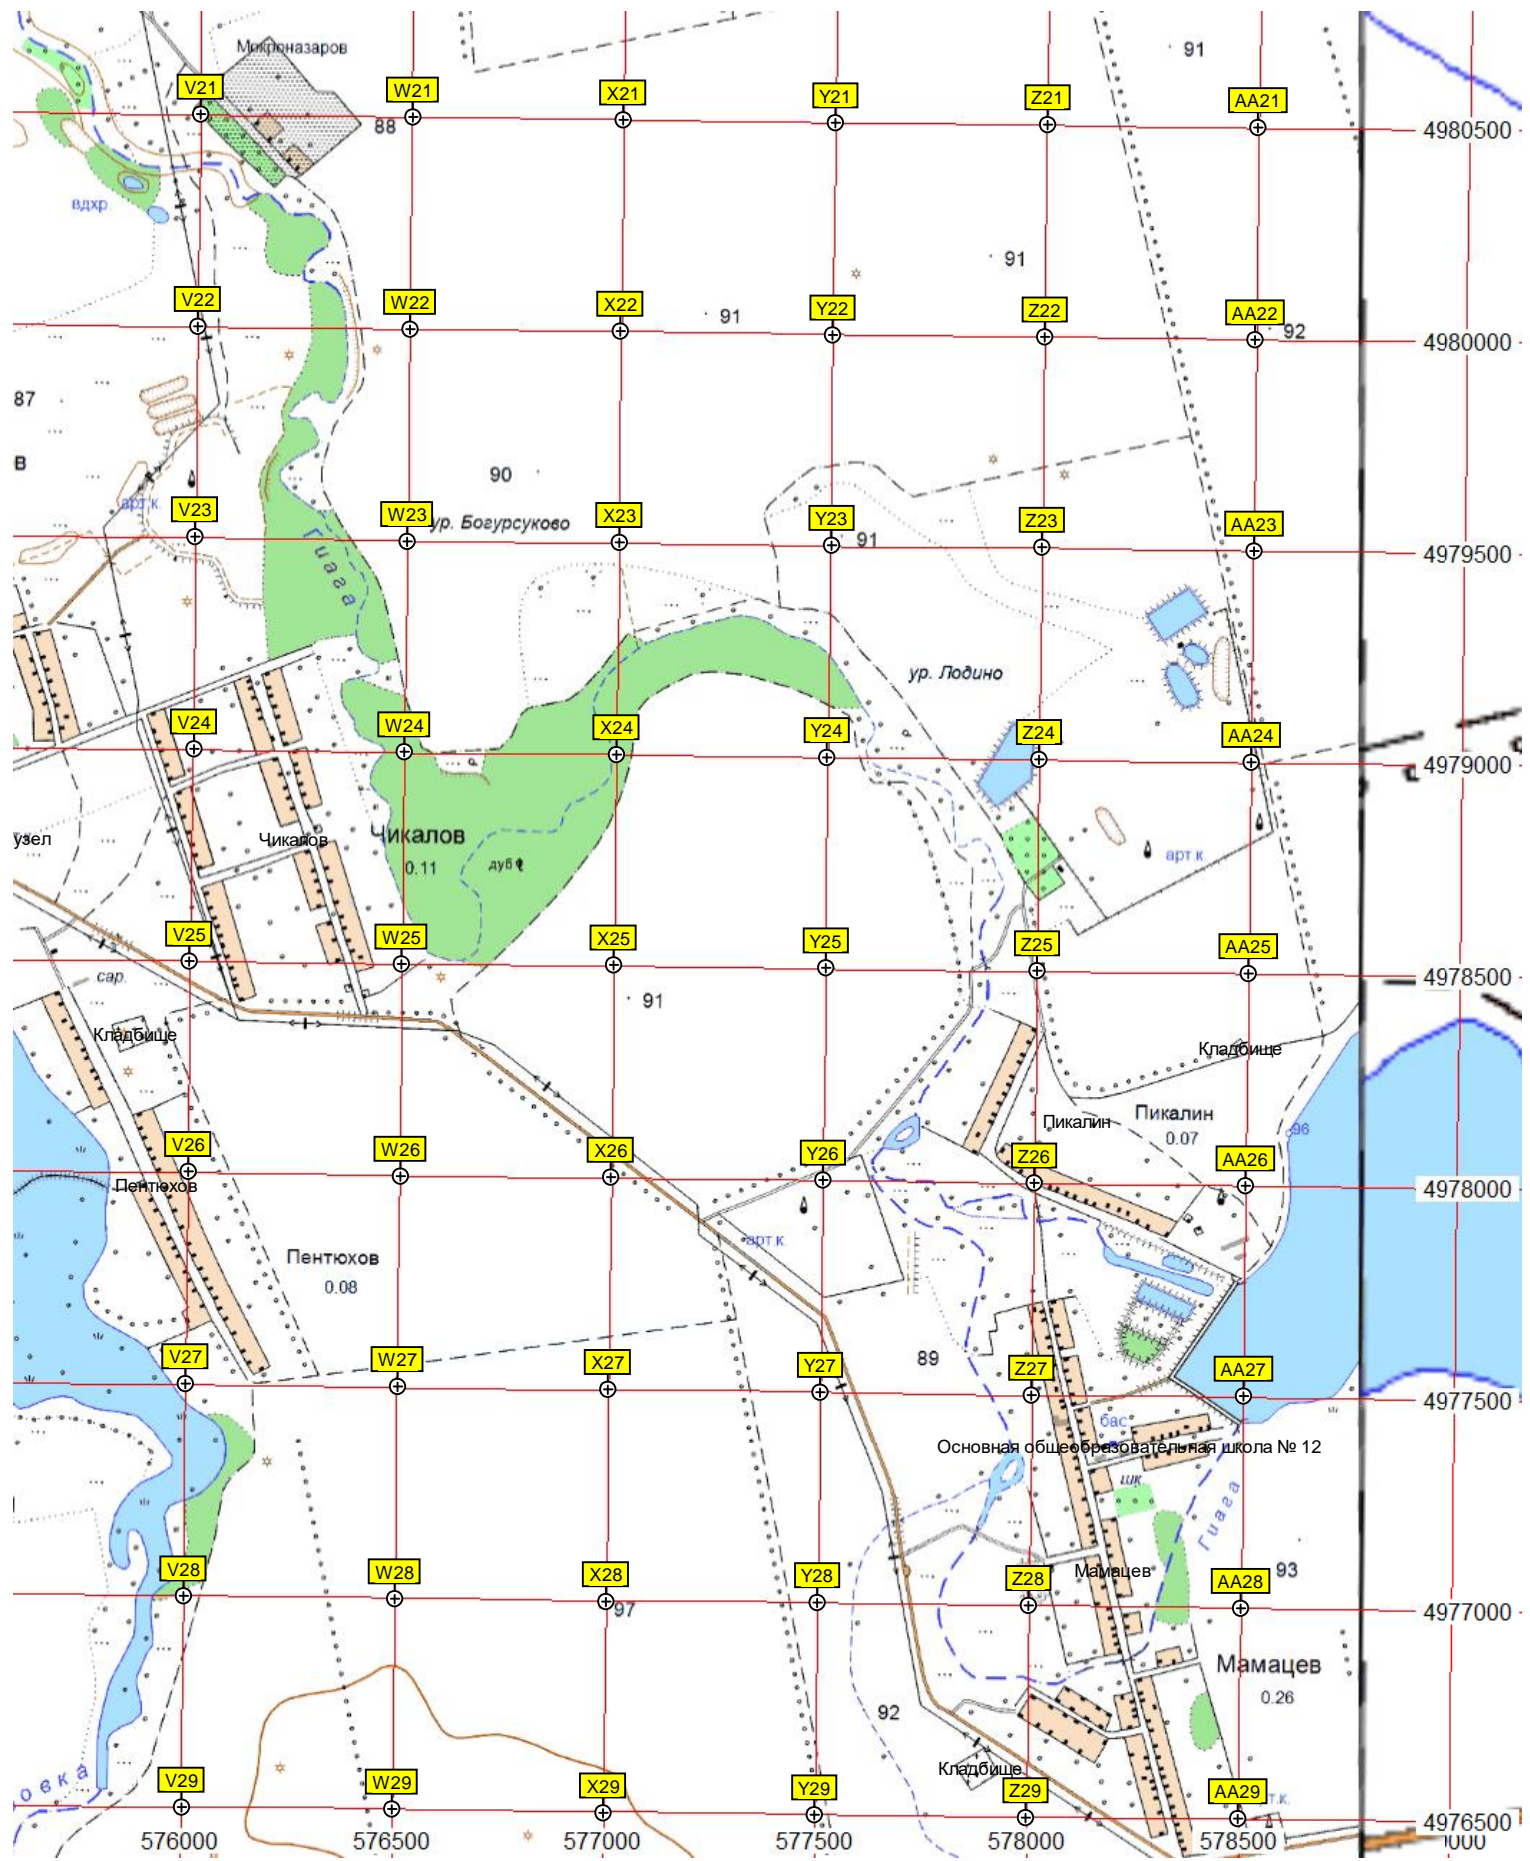 Мокроназаров
91
V21
W21
X21
Y21
Z21
AA21
88
4980500
вдхр.
91
V22
W22
X22
Y22
Z22
AA22
91
92
4980000
87
в
90
арт.к.
V23
W23
ур. Богурсуково
X23
Y23
91
Z23
AA23
4979500
Гиага
ур. Лодино
V24
W24
X24
Y24
Z24
AA24
4979000
узел
Чикалов
Чикалов
0.11
дуб
арт.к.
V25
W25
X25
Y25
Z25
AA25
4978500
сар.
91
Кладбище
Кладбище
Пикалин
Пикалин
0.07
96
V26
W26
X26
Y26
Z26
AA26
4978000
Пентюхов
Пентюхов
0.08
арт.к.
89
V27
W27
X27
Y27
Z27
AA27
4977500
бас.
Основная общеобразовательная школа № 12
шк.
Гиага
V28
W28
X28
Y28
Z28
Мамацев
AA28
93
97
4977000
Мамацев
0.26
92
Кладбище
овка
V29
W29
X29
Y29
Z29
AA29
т.к.
4976500
576000
576500
577000
577500
578000
578500
000